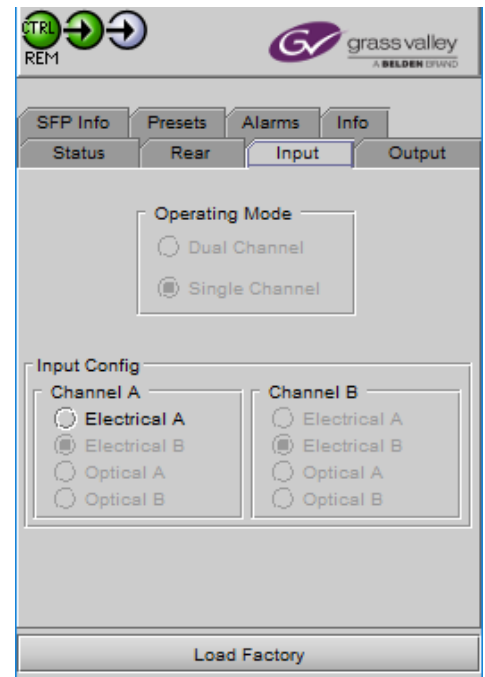 CTRL
REM
GV grass valley
A BELDEN BRAND
SFP Info Presets Alarms Info
Status Rear Input Output
Operating Mode
Dual Channel
Single Channel
Input Config
Channel A
Electrical A
Electrical B
Optical A
Optical B
Channel B
Electrical A
Electrical B
Optical A
Optical B
Load Factory